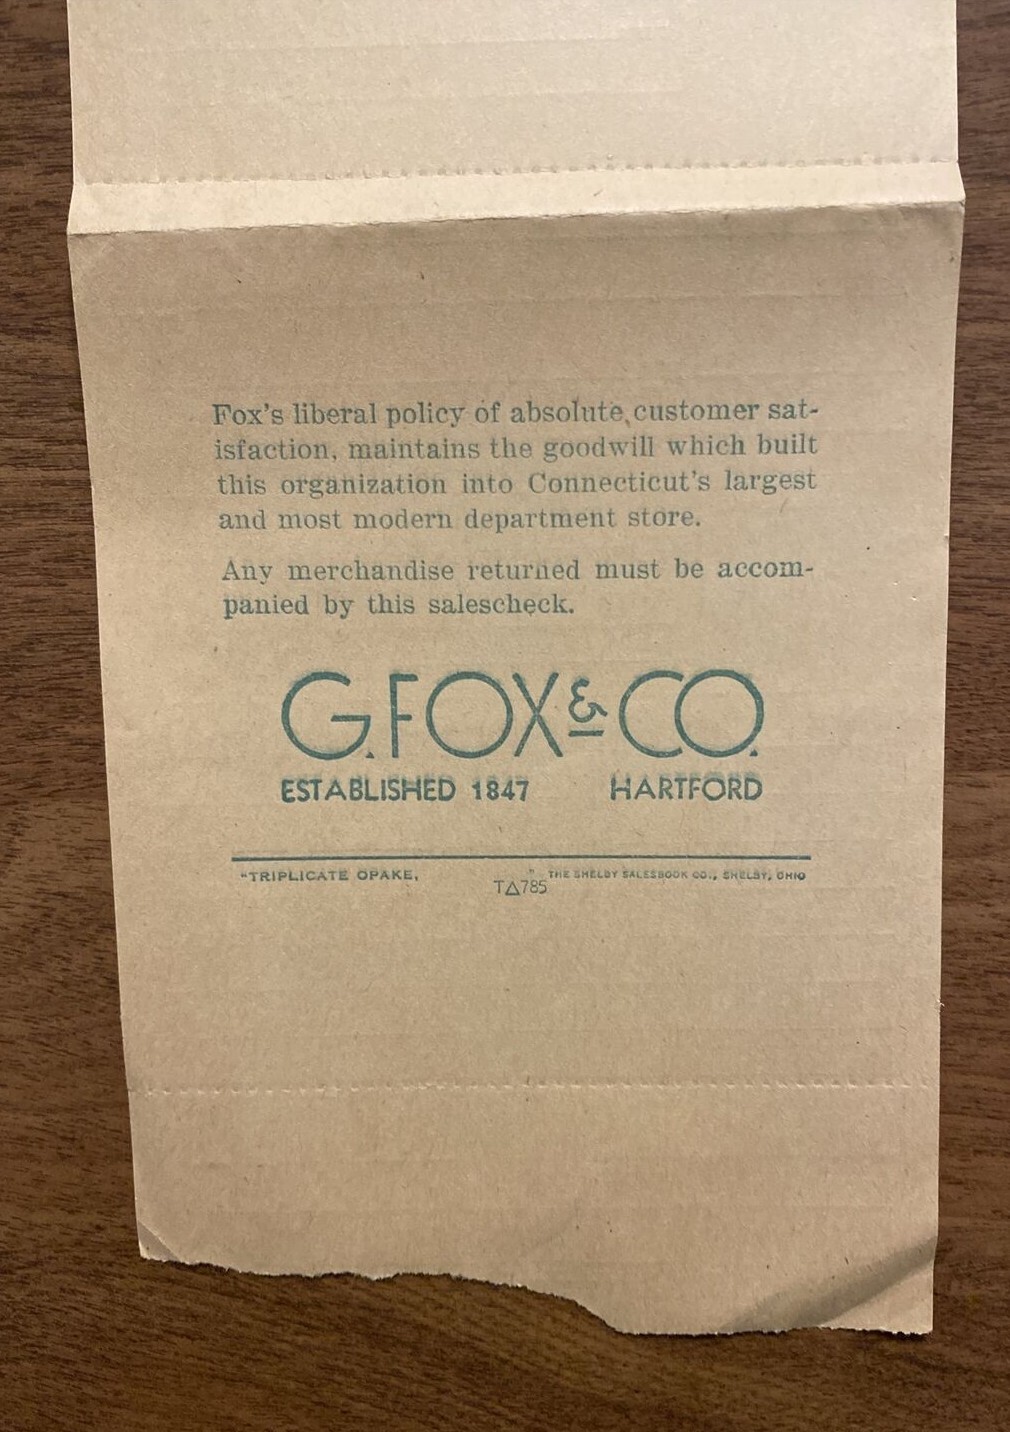 Fox's liberal policy of absolute customer sat-
isfaction, maintains the goodwill which built
this organization into Connecticut's largest
and most modern department store.
Any merchandise returned must be accom-
panied by this salescheck.
G. FOX & CO.
ESTABLISHED 1847 HARTFORD
"TRIPLICATE OPAKE, " THE SHELBY SALESBOOK CO., SHELBY, OHIO
T△785